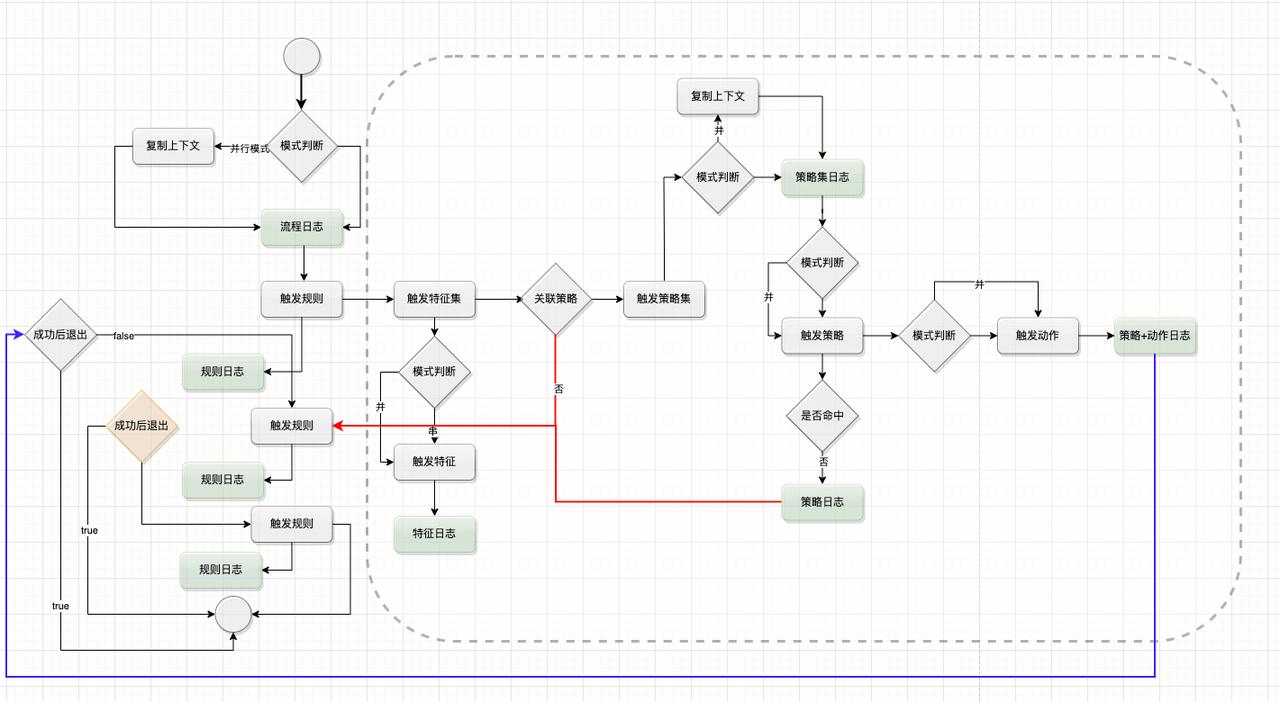 复制上下文
并行模式
模式判断
流程日志
触发规则
成功后退出
false
规则日志
触发规则
成功后退出
规则日志
触发规则
true
规则日志
true
复制上下文
并
模式判断
策略集日志
模式判断
并
触发特征集
关联策略
触发策略集
触发策略
模式判断
并
触发动作
策略+动作日志
模式判断
并
串
触发特征
特征日志
否
是否命中
否
策略日志